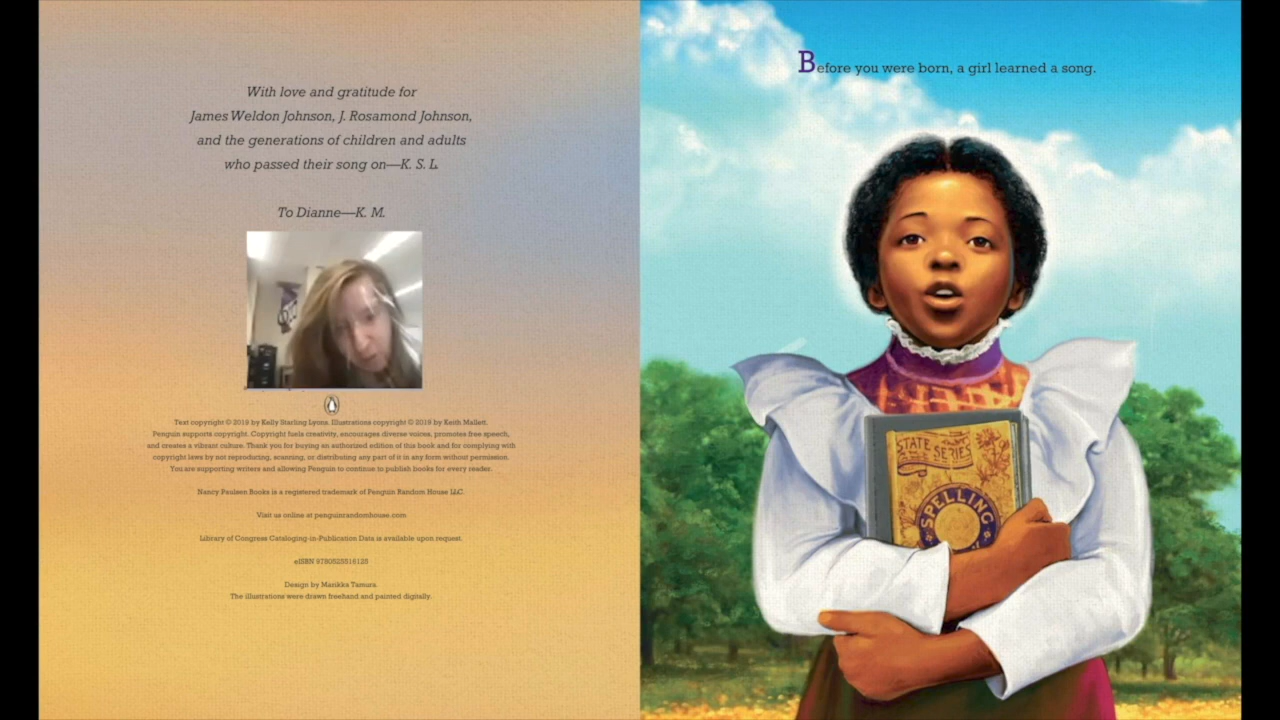 With love and gratitude for
James Weldon Johnson, J. Rosamond Johnson,
and the generations of children and adults
who passed their song on—K. S. L.
To Dianne—K. M.
Text copyright © 2019 by Kelly Starling Lyons. Illustrations copyright © 2019 by Keith Mallett.
Penguin supports copyright. Copyright fuels creativity, encourages diverse voices, promotes free speech,
and creates a vibrant culture. Thank you for buying an authorized edition of this book and for complying with
copyright laws by not reproducing, scanning, or distributing any part of it in any form without permission.
You are supporting writers and allowing Penguin to continue to publish books for every reader.
Nancy Paulsen Books is a registered trademark of Penguin Random House LLC.
Visit us online at penguinrandomhouse.com
Library of Congress Cataloging-in-Publication Data is available upon request.
eISBN 9780525516125
Design by Marikka Tamura.
The illustrations were drawn freehand and painted digitally.
Before you were born, a girl learned a song.
STATE SERIES
SPELLING